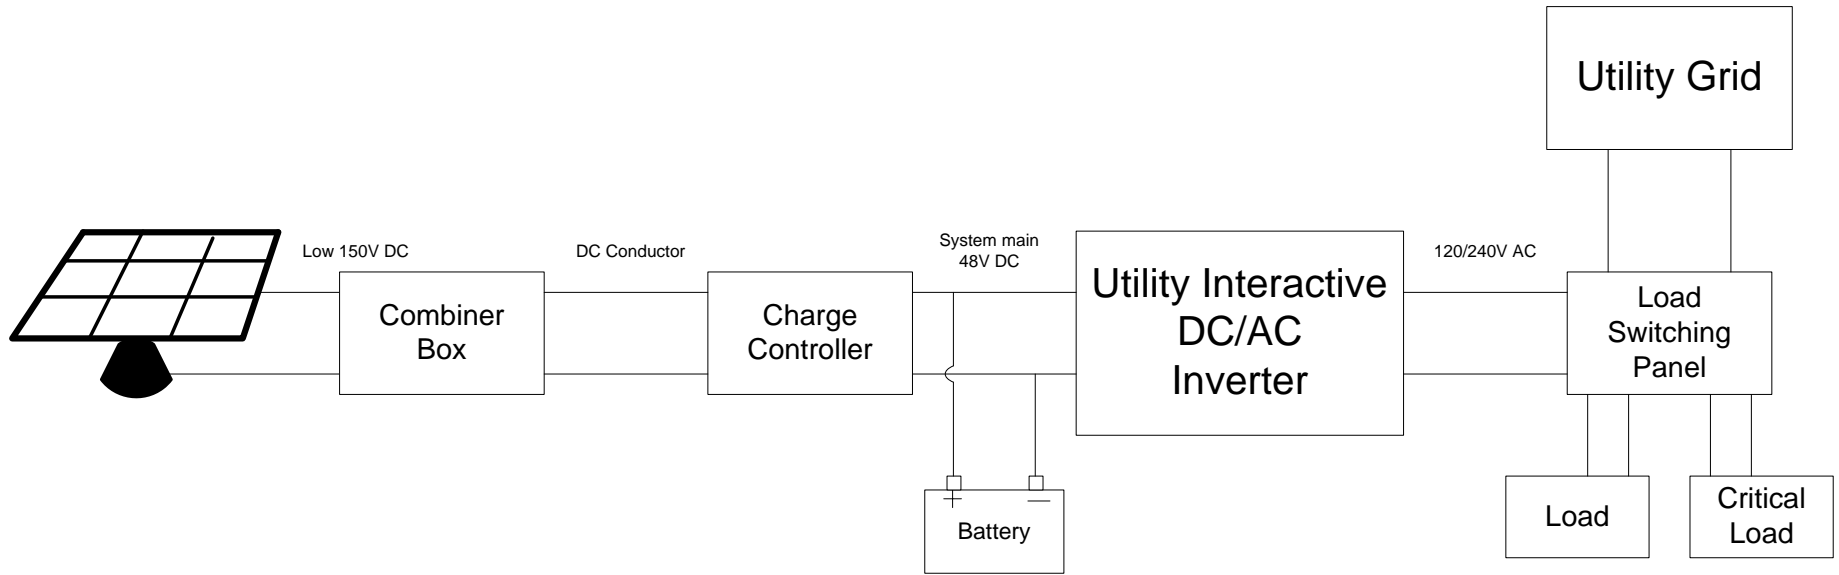 Utility Grid
Low 150V DC
DC Conductor
System main
48V DC
120/240V AC
Combiner
Box
Charge
Controller
Utility Interactive
DC/AC
Inverter
Load
Switching
Panel
+
—
Battery
Load
Critical
Load